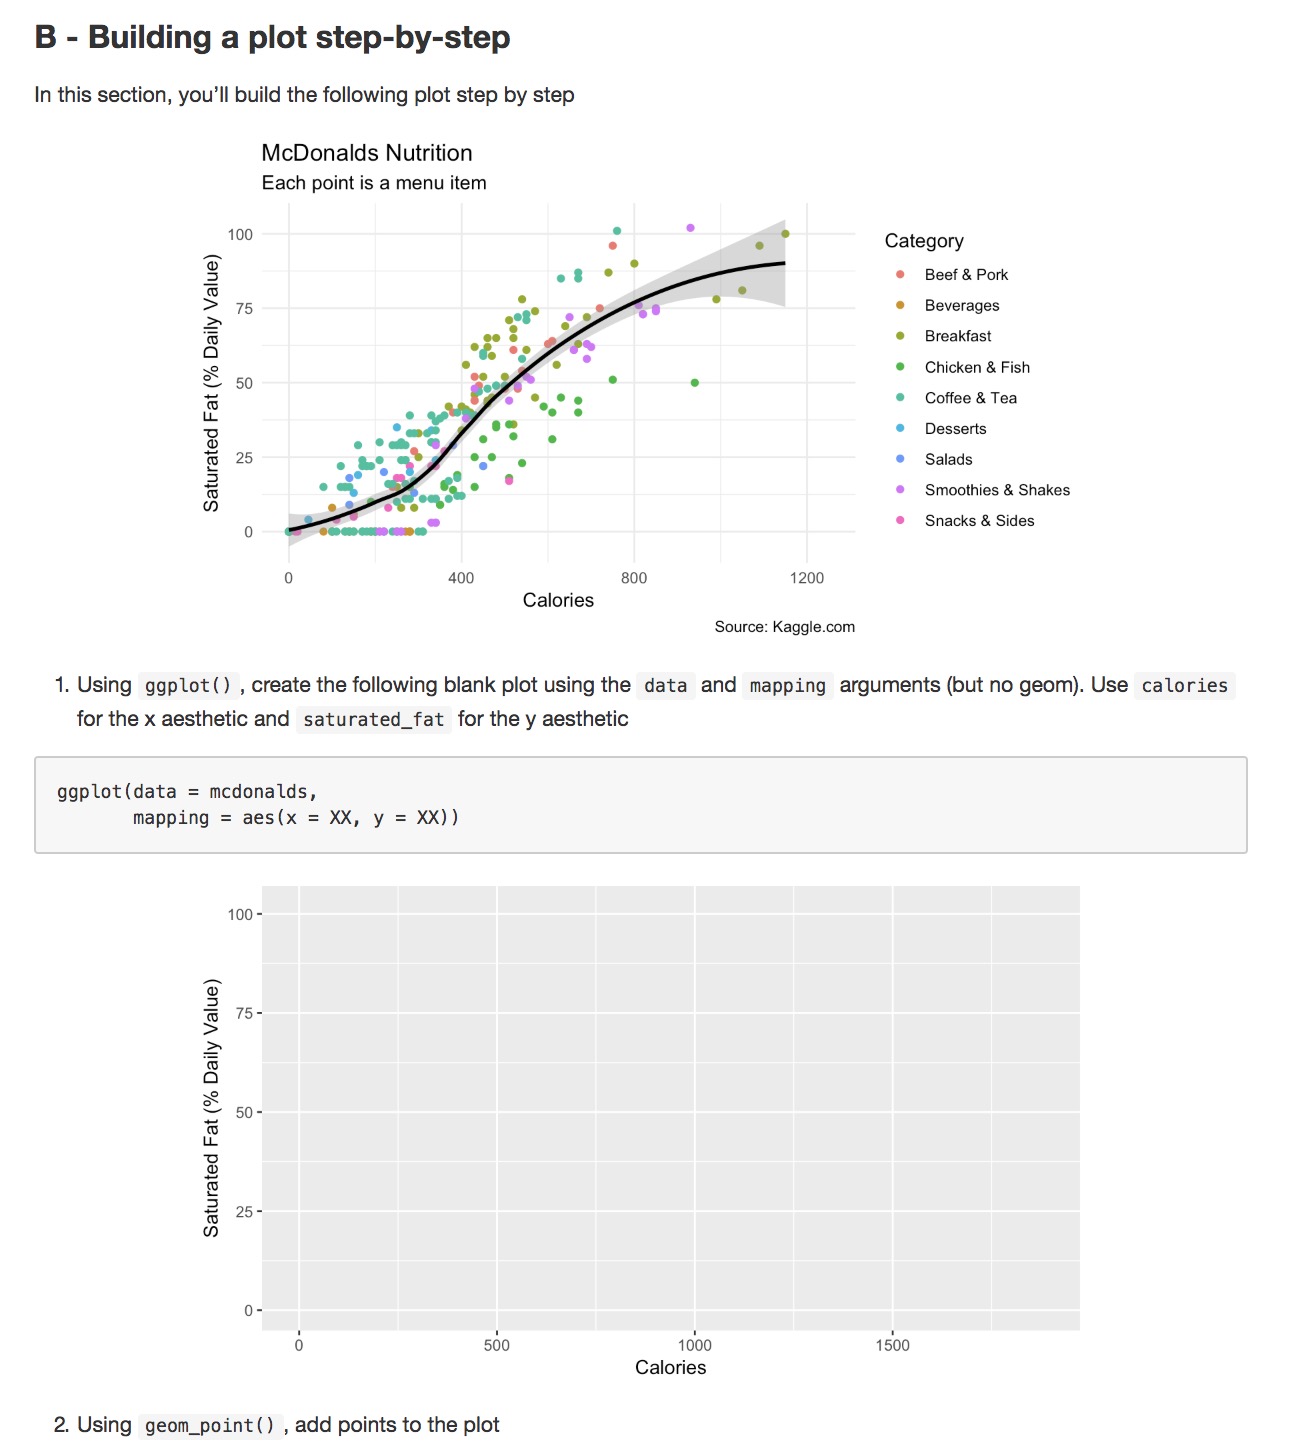 B - Building a plot step-by-step
In this section, you’ll build the following plot step by step
McDonalds Nutrition
Each point is a menu item
Saturated Fat (% Daily Value)
100
75
50
25
0
0 400 800 1200
Calories
Source: Kaggle.com
Category
Beef & Pork
Beverages
Breakfast
Chicken & Fish
Coffee & Tea
Desserts
Salads
Smoothies & Shakes
Snacks & Sides
1. Using ggplot() , create the following blank plot using the data and mapping arguments (but no geom). Use calories
for the x aesthetic and saturated_fat for the y aesthetic
ggplot(data = mcdonalds,
mapping = aes(x = XX, y = XX))
Saturated Fat (% Daily Value)
100
75
50
25
0
0 500 1000 1500
Calories
2. Using geom_point() , add points to the plot